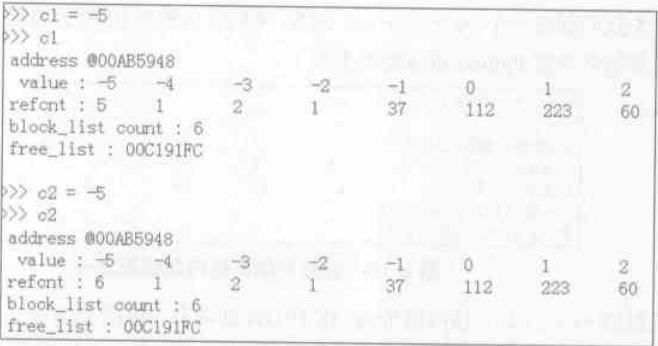 >>> c1 = -5
>>> c1
address @00AB5948
value : -5 -4 -3 -2 -1 0 1 2
refcnt : 5 1 2 1 37 112 223 60
block_list count : 6
free_list : 00C191FC
>>> c2 = -5
>>> c2
address @00AB5948
value : -5 -4 -3 -2 -1 0 1 2
refcnt : 6 1 2 1 37 112 223 60
block_list count : 6
free_list : 00C191FC